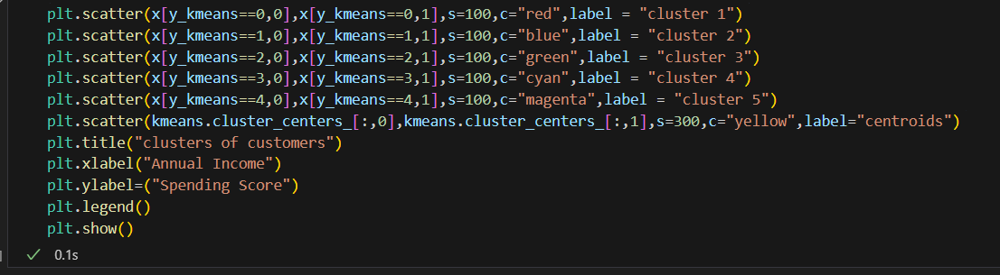 plt.scatter(x[y_kmeans==0,0],x[y_kmeans==0,1],s=100,c="red",label = "cluster 1")
plt.scatter(x[y_kmeans==1,0],x[y_kmeans==1,1],s=100,c="blue",label = "cluster 2")
plt.scatter(x[y_kmeans==2,0],x[y_kmeans==2,1],s=100,c="green",label = "cluster 3")
plt.scatter(x[y_kmeans==3,0],x[y_kmeans==3,1],s=100,c="cyan",label = "cluster 4")
plt.scatter(x[y_kmeans==4,0],x[y_kmeans==4,1],s=100,c="magenta",label = "cluster 5")
plt.scatter(kmeans.cluster_centers_[:,0],kmeans.cluster_centers_[:,1],s=300,c="yellow",label="centroids")
plt.title("clusters of customers")
plt.xlabel("Annual Income")
plt.ylabel=("Spending Score")
plt.legend()
plt.show()
0.1s